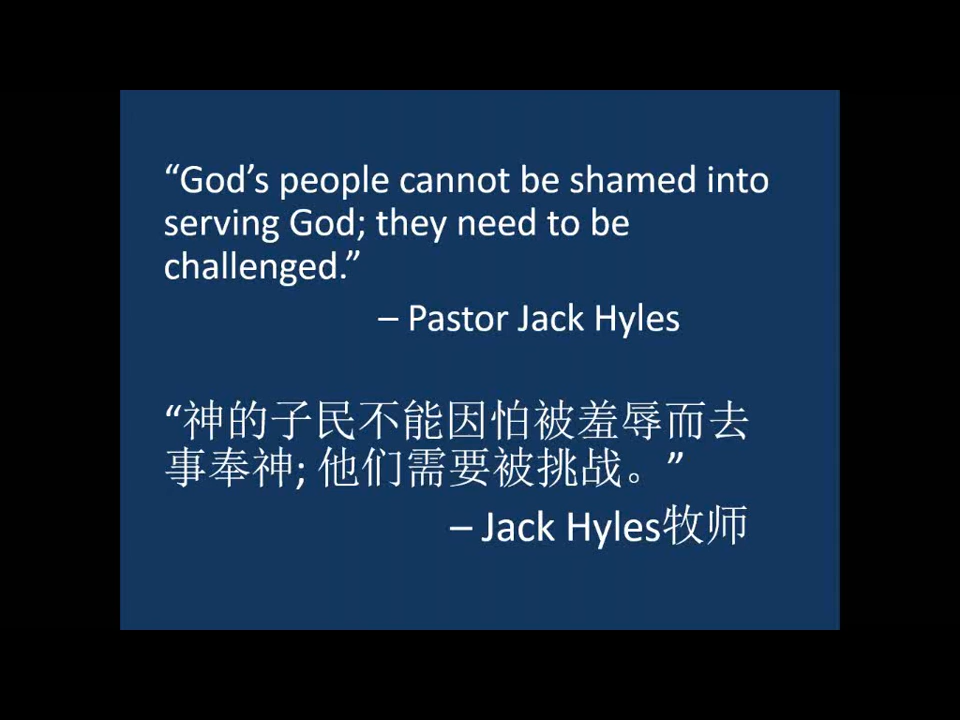 “God’s people cannot be shamed into
serving God; they need to be
challenged.”
– Pastor Jack Hyles
“神的子民不能因怕被羞辱而去
事奉神; 他们需要被挑战。”
– Jack Hyles牧师